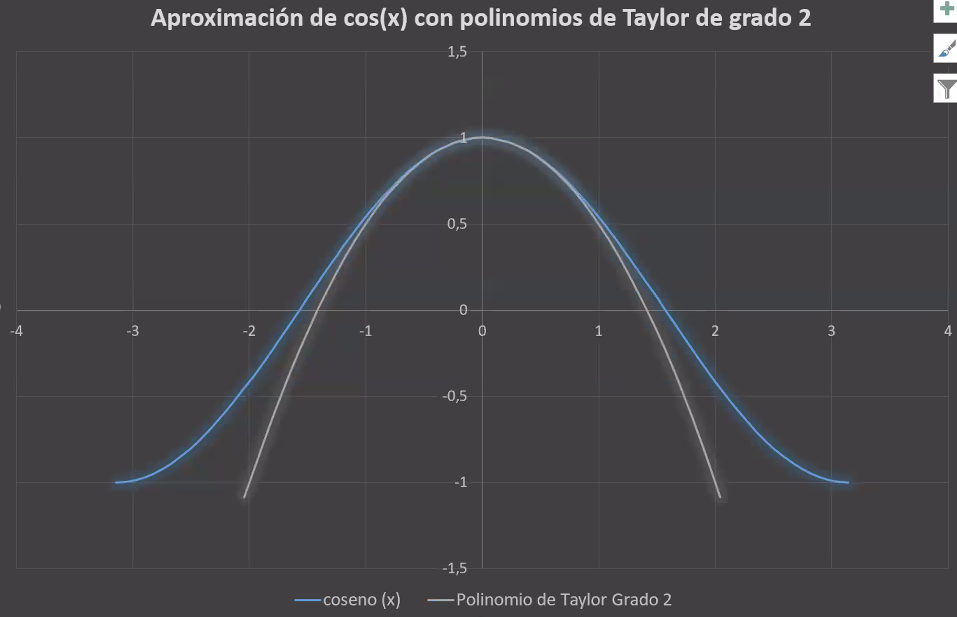 Aproximación de cos(x) con polinomios de Taylor de grado 2
1,5
1
0,5
0
-4 -3 -2 -1 0 1 2 3 4
-0,5
-1
-1,5
coseno (x) Polinomio de Taylor Grado 2